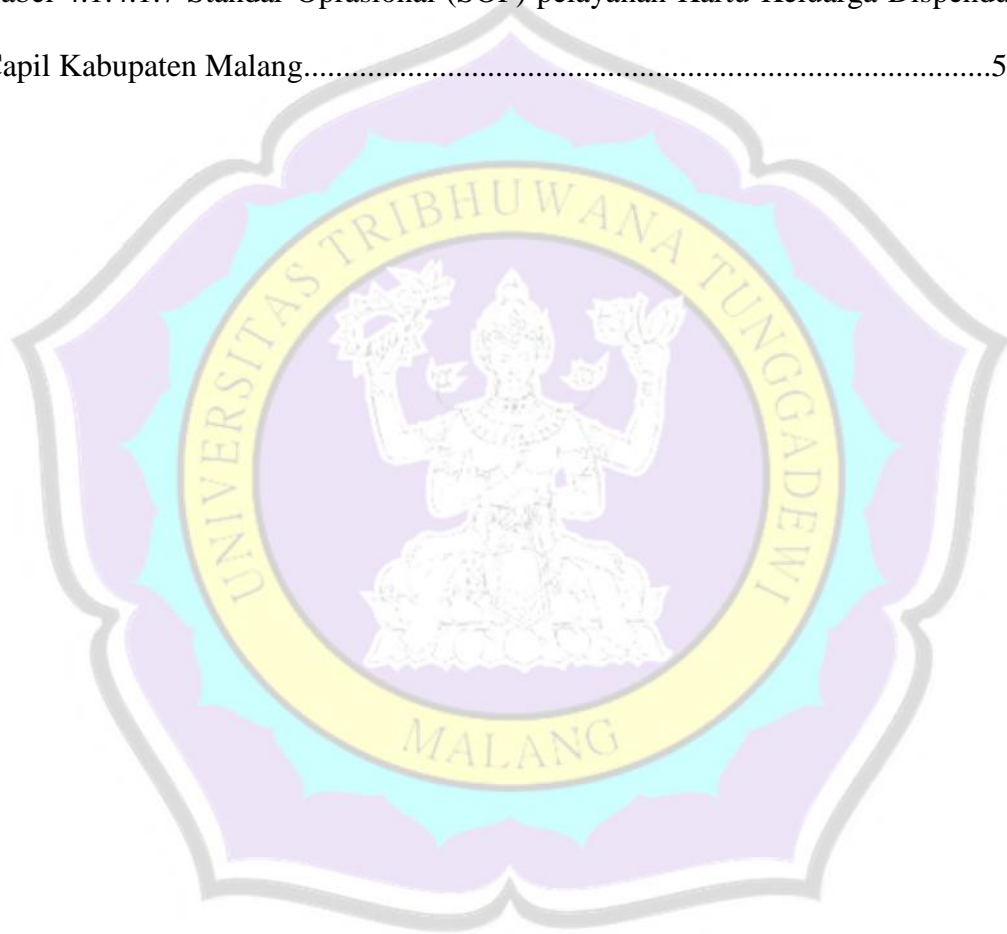 Tabel 4.1.4.1.7 Standar Oprasional (SOP) pelayanan Kartu Keluarga Dispenduk
Capil Kabupaten Malang.......................................................................................5
UNIVERSITAS TRIBHUWANA TUNGGADEWI
MALANG